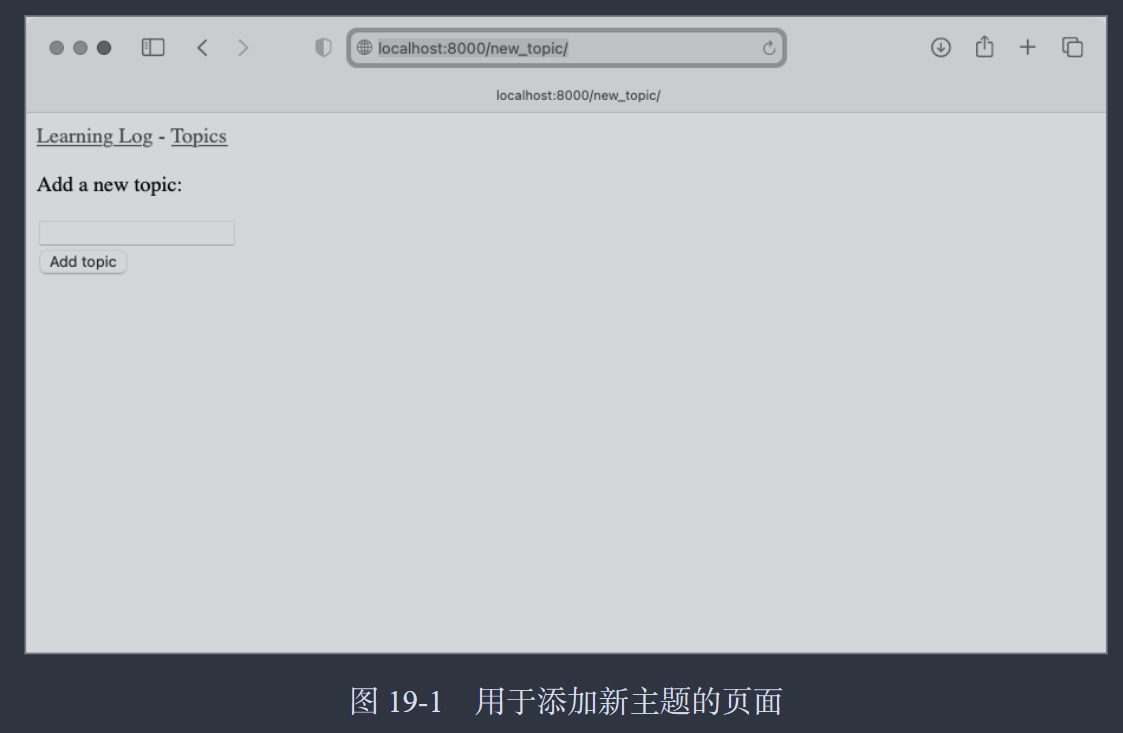 localhost:8000/new_topic/
localhost:8000/new_topic/
Learning Log - Topics
Add a new topic:
Add topic
图 19-1 用于添加新主题的页面